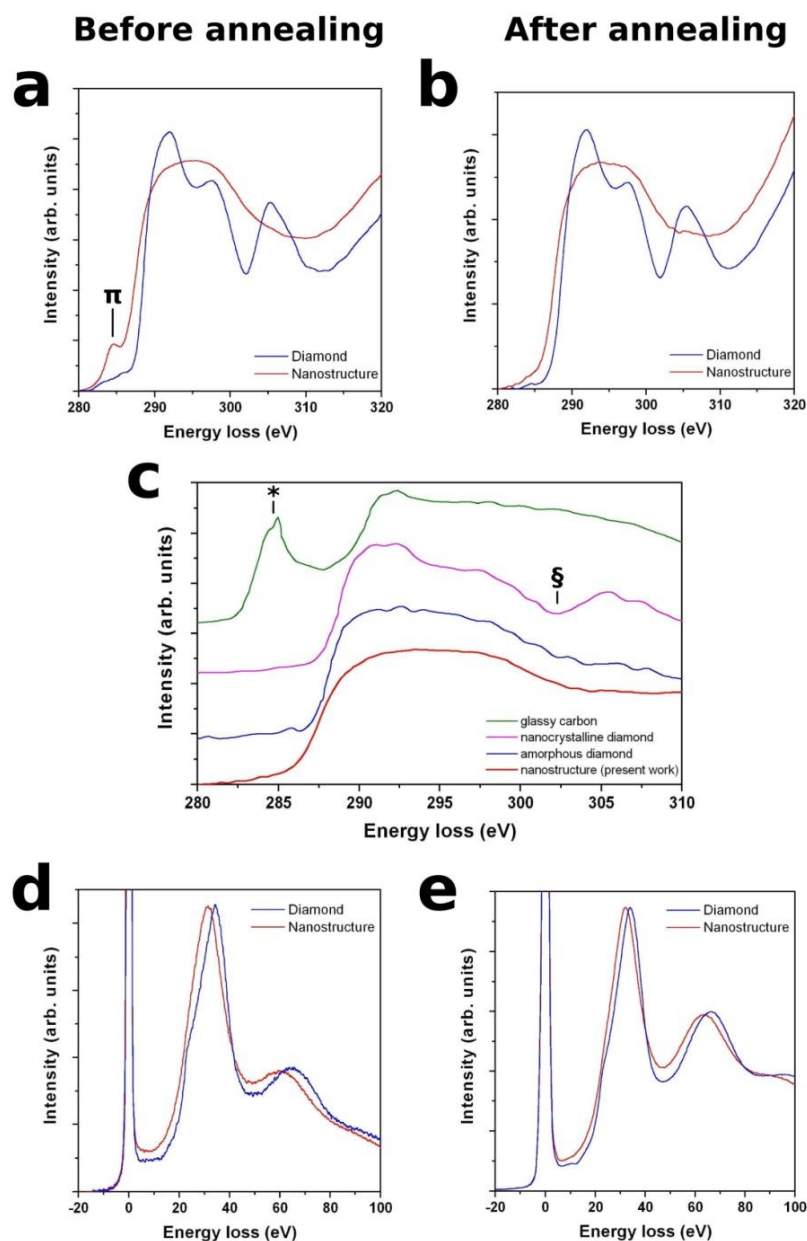 Before annealing
After annealing
a
Intensity (arb. units)
π
Diamond
Nanostructure
280 290 300 310 320
Energy loss (eV)
b
Intensity (arb. units)
Diamond
Nanostructure
280 290 300 310 320
Energy loss (eV)
c
Intensity (arb. units)
*
§
glassy carbon
nanocrystalline diamond
amorphous diamond
nanostructure (present work)
280 285 290 295 300 305 310
Energy loss (eV)
d
Intensity (arb. units)
Diamond
Nanostructure
-20 0 20 40 60 80 100
Energy loss (eV)
e
Intensity (arb. units)
Diamond
Nanostructure
-20 0 20 40 60 80 100
Energy loss (eV)